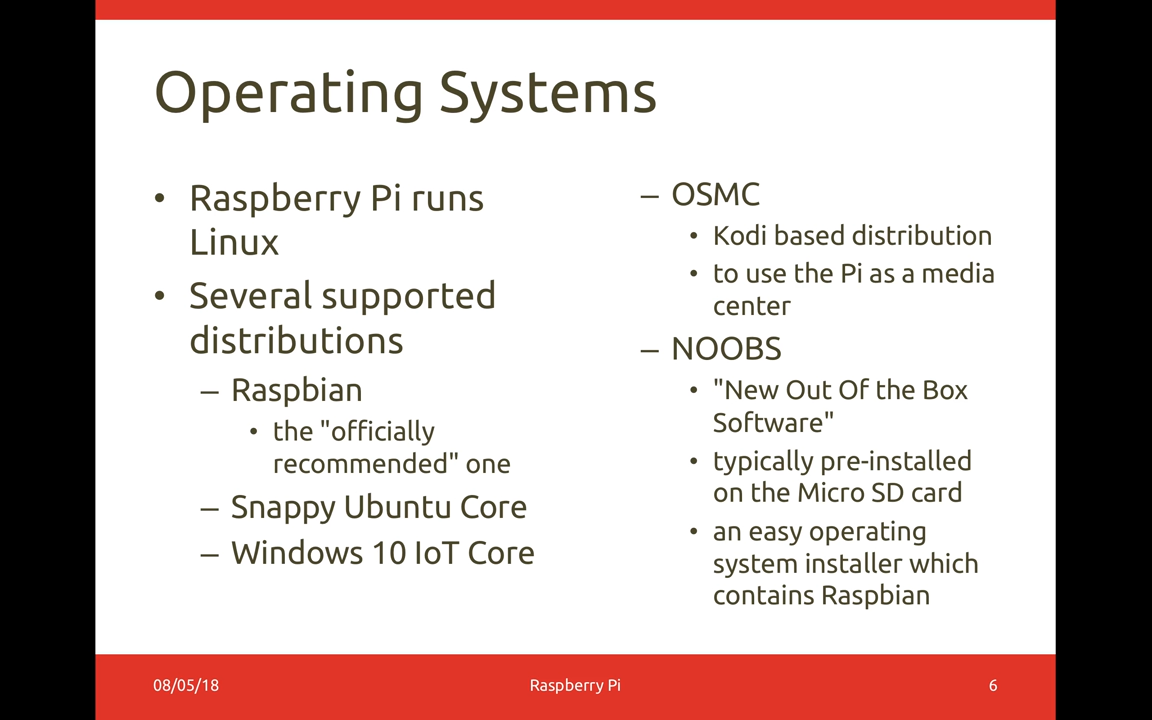 Operating Systems
• Raspberry Pi runs
Linux
• Several supported
distributions
– Raspbian
• the "officially
recommended" one
– Snappy Ubuntu Core
– Windows 10 IoT Core
– OSMC
• Kodi based distribution
• to use the Pi as a media
center
– NOOBS
• "New Out Of the Box
Software"
• typically pre-installed
on the Micro SD card
• an easy operating
system installer which
contains Raspbian
08/05/18
Raspberry Pi
6